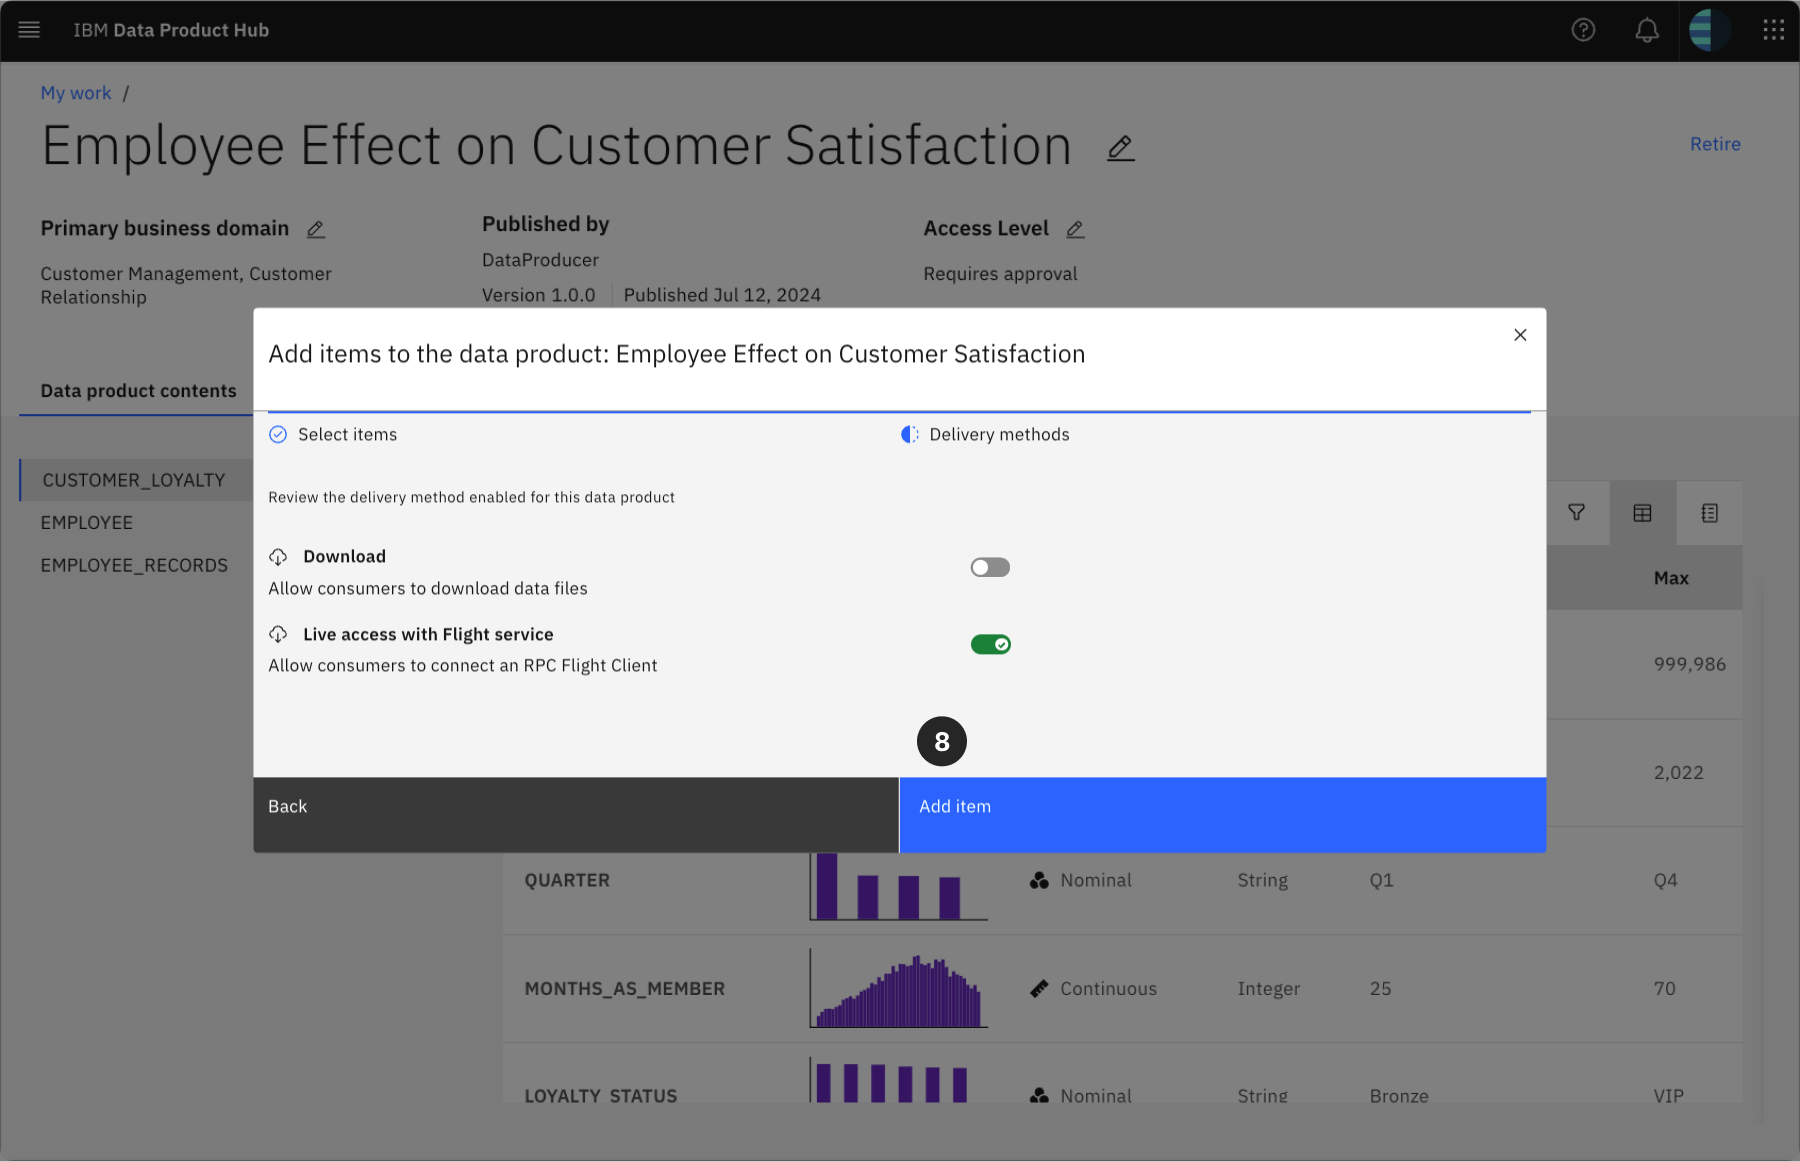 IBM Data Product Hub
My work /
Employee Effect on Customer Satisfaction
Retire
Primary business domain
Customer Management, Customer
Relationship
Published by
DataProducer
Version 1.0.0
Published Jul 12, 2024
Access Level
Requires approval
Data product contents
CUSTOMER_LOYALTY
EMPLOYEE
EMPLOYEE_RECORDS
Add items to the data product: Employee Effect on Customer Satisfaction
Select items
Delivery methods
Review the delivery method enabled for this data product
Download
Allow consumers to download data files
Live access with Flight service
Allow consumers to connect an RPC Flight Client
8
Back
Add item
Max
999,986
2,022
QUARTER Nominal String Q1 Q4
MONTHS_AS_MEMBER Continuous Integer 25 70
LOYALTY_STATUS Nominal String Bronze VIP